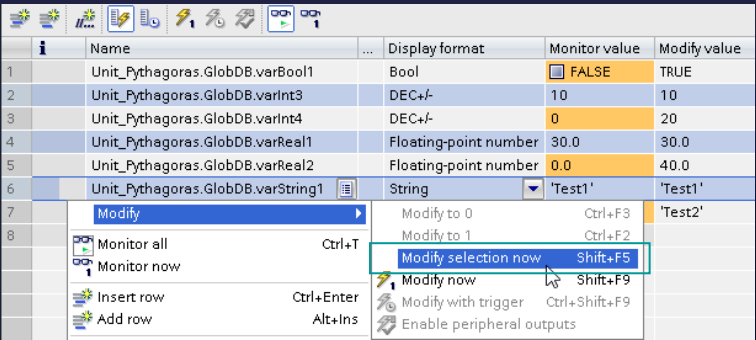 i Name ... Display format Monitor value Modify value
1 Unit_Pythagoras.GlobDB.varBool1 Bool FALSE TRUE
2 Unit_Pythagoras.GlobDB.varInt3 DEC+/- 10 10
3 Unit_Pythagoras.GlobDB.varInt4 DEC+/- 0 20
4 Unit_Pythagoras.GlobDB.varReal1 Floating-point number 30.0 30.0
5 Unit_Pythagoras.GlobDB.varReal2 Floating-point number 0.0 40.0
6 Unit_Pythagoras.GlobDB.varString1 String 'Test1' 'Test1'
7 'Test2'
8
Modify
Monitor all Ctrl+T
Monitor now
Insert row Ctrl+Enter
Add row Alt+Ins
Modify to 0 Ctrl+F3
Modify to 1 Ctrl+F2
Modify selection now Shift+F5
Modify now Shift+F9
Modify with trigger Ctrl+Shift+F9
Enable peripheral outputs